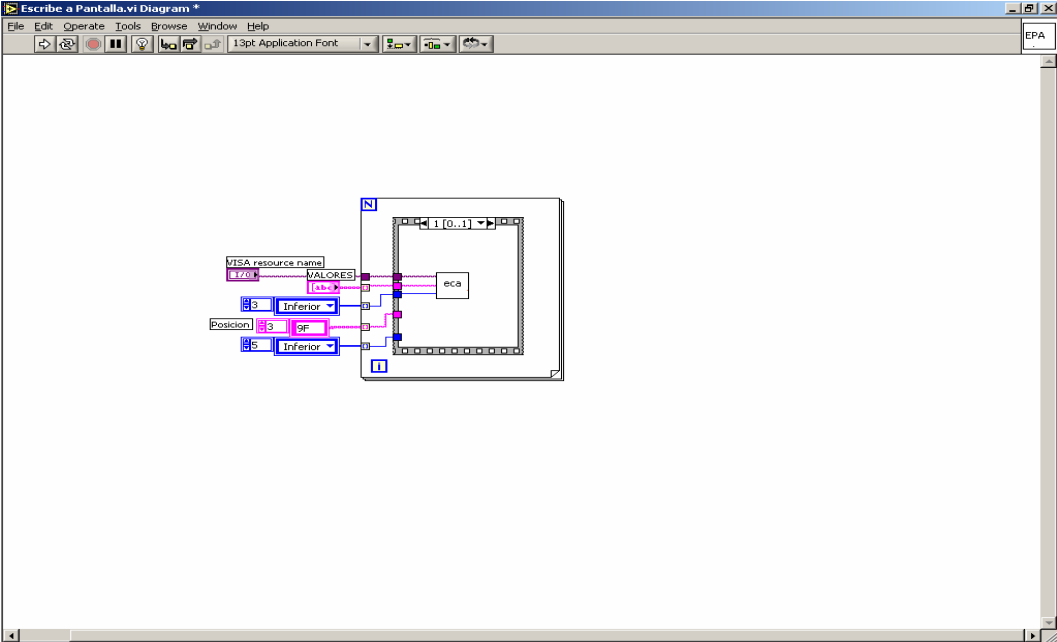 Escribe a Pantalla.vi Diagram *
File Edit Operate Tools Browse Window Help
13pt Application Font
EPA
N
1 [0..1]
VISA resource name
I/O
VALORES
abc
eca
3 Inferior
Posicion 3 9F
5 Inferior
i